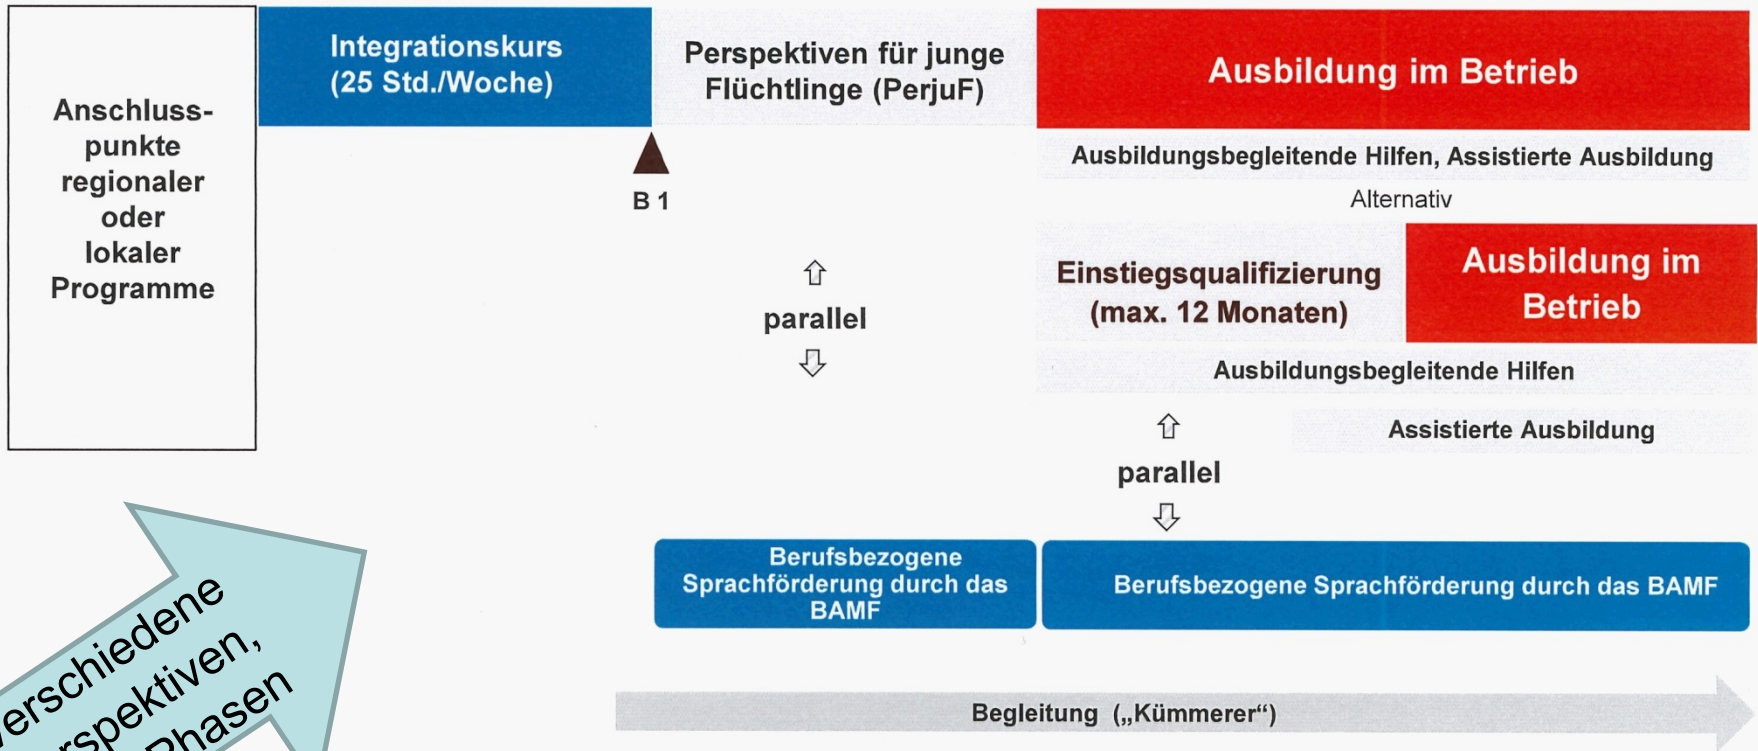 Anschluss-
punkte
regionaler
oder
lokaler
Programme
Integrationskurs
(25 Std./Woche)
B 1
Perspektiven für junge
Flüchtlinge (PerjuF)
Ausbildung im Betrieb
Ausbildungsbegleitende Hilfen, Assistierte Ausbildung
Alternativ
Einstiegsqualifizierung
(max. 12 Monaten)
Ausbildung im
Betrieb
Ausbildungsbegleitende Hilfen
Assistierte Ausbildung
parallel
parallel
Berufsbezogene
Sprachförderung durch das
BAMF
Berufsbezogene Sprachförderung durch das BAMF
Begleitung („Kümmerer“)
verschiedene
rspektiven,
Phasen